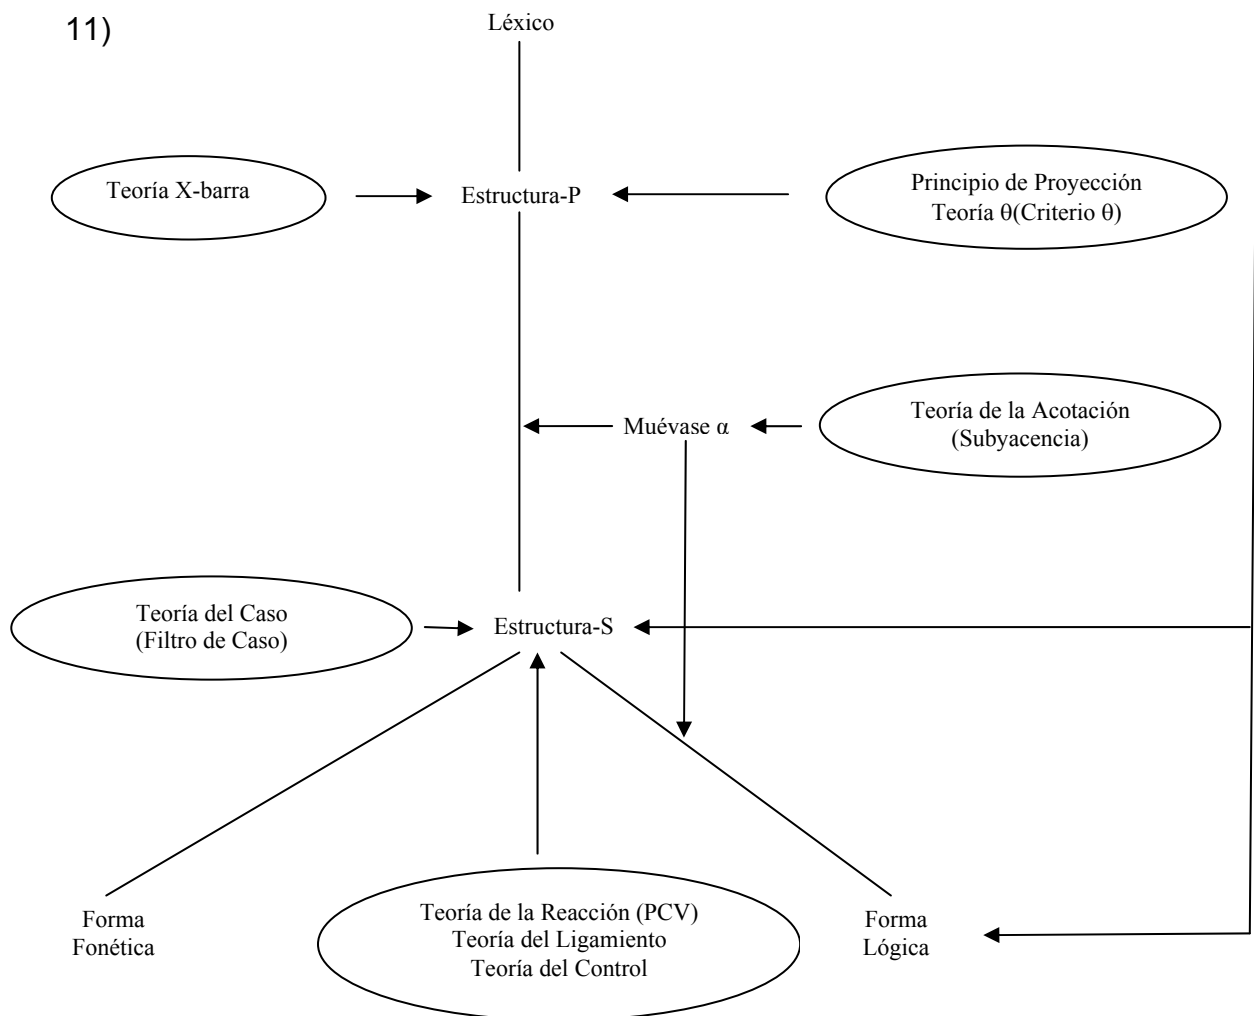 11)
Léxico
Teoría X-barra
Estructura-P
Principio de Proyección
Teoría θ(Criterio θ)
Muévase α
Teoría de la Acotación
(Subyacencia)
Teoría del Caso
(Filtro de Caso)
Estructura-S
Forma
Fonética
Teoría de la Reacción (PCV)
Teoría del Ligamiento
Teoría del Control
Forma
Lógica